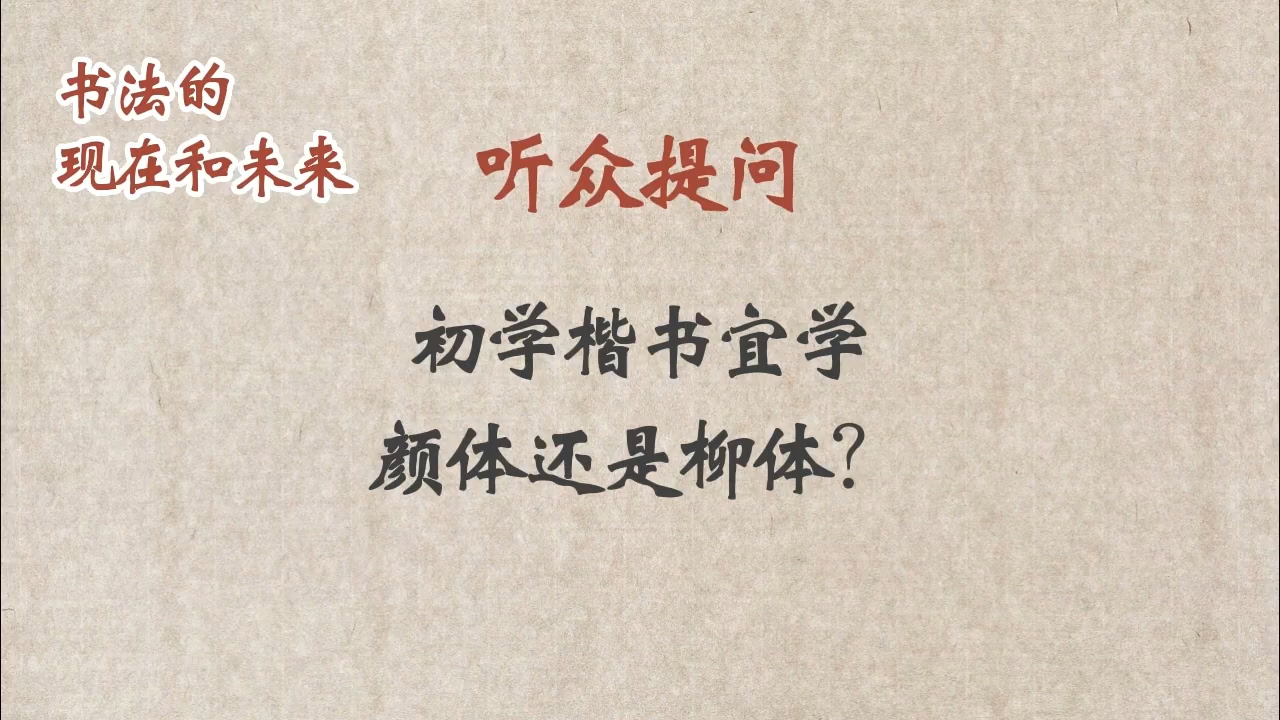 书法的
现在和未来
听众提问
初学楷书宜学
颜体还是柳体?